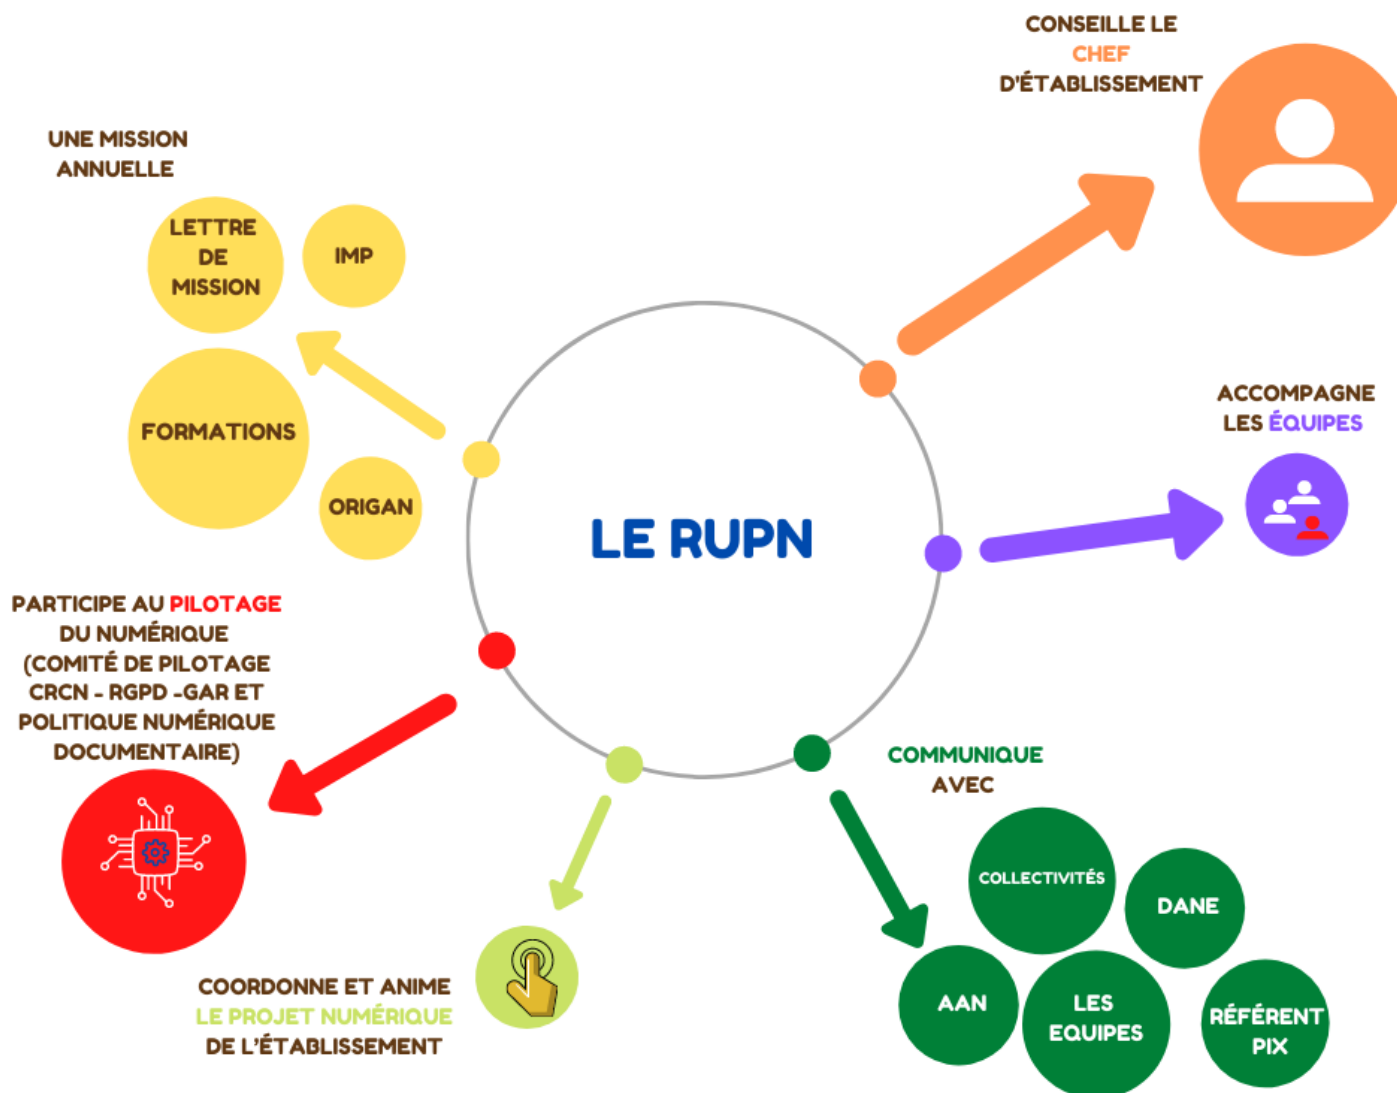 CONSEILLE LE
CHEF
D'ÉTABLISSEMENT
UNE MISSION
ANNUELLE
LETTRE
DE
MISSION
IMP
FORMATIONS
ORIGAN
LE RUPN
ACCOMPAGNE
LES ÉQUIPES
PARTICIPE AU PILOTAGE
DU NUMÉRIQUE
(COMITÉ DE PILOTAGE
CRCN - RGPD -GAR ET
POLITIQUE NUMÉRIQUE
DOCUMENTAIRE)
COORDONNE ET ANIME
LE PROJET NUMÉRIQUE
DE L'ÉTABLISSEMENT
COMMUNIQUE
AVEC
COLLECTIVITÉS
DANE
AAN
LES
EQUIPES
RÉFÉRENT
PIX